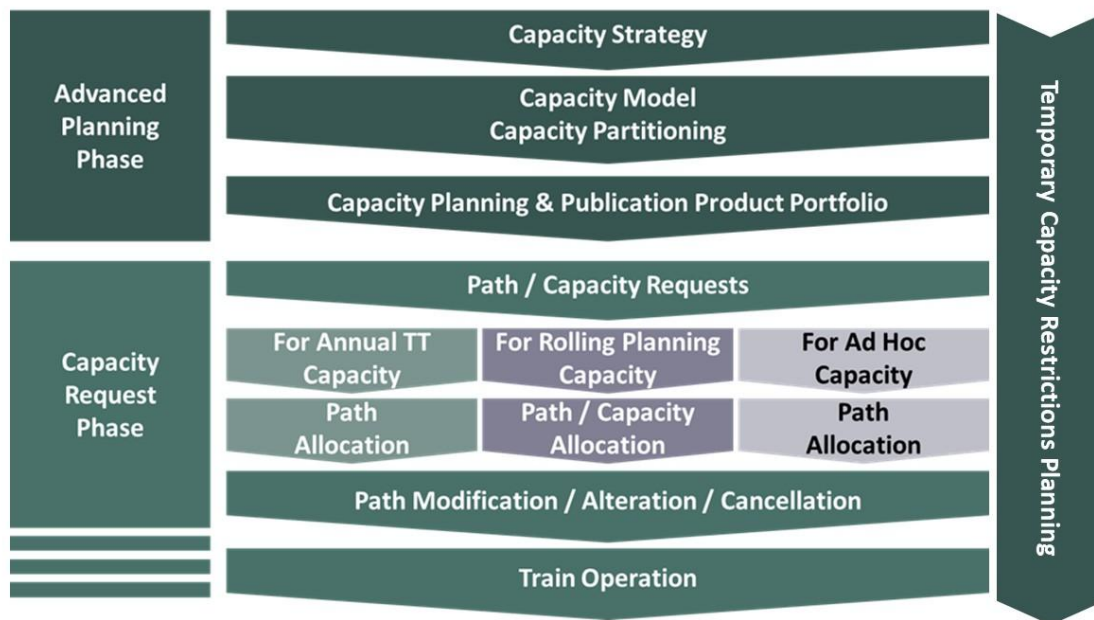 Advanced
Planning
Phase
Capacity Strategy
Capacity Model
Capacity Partitioning
Capacity Planning & Publication Product Portfolio
Capacity
Request
Phase
Path / Capacity Requests
For Annual TT
Capacity
For Rolling Planning
Capacity
For Ad Hoc
Capacity
Path
Allocation
Path / Capacity
Allocation
Path
Allocation
Path Modification / Alteration / Cancellation
Train Operation
Temporary Capacity Restrictions Planning